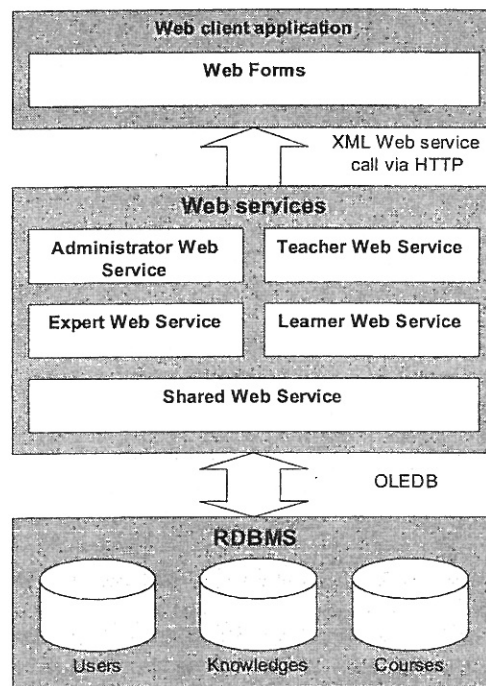 Web client application
Web Forms
XML Web service
call via HTTP
Web services
Administrator Web
Service
Teacher Web Service
Expert Web Service
Learner Web Service
Shared Web Service
OLEDB
RDBMS
Users
Knowledges
Courses